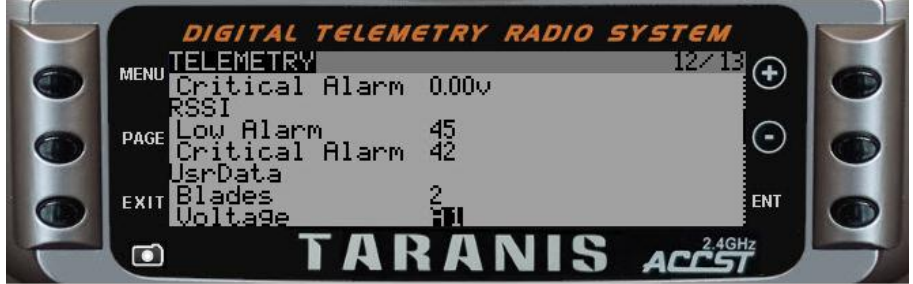 DIGITAL TELEMETRY RADIO SYSTEM
MENU
TELEMETRY 12/13
Critical Alarm 0.00v
RSSI
PAGE
Low Alarm 45
Critical Alarm 42
UsrData
EXIT
Blades 2
Voltage A1
ENT
TARANIS
2.4GHz
ACCST